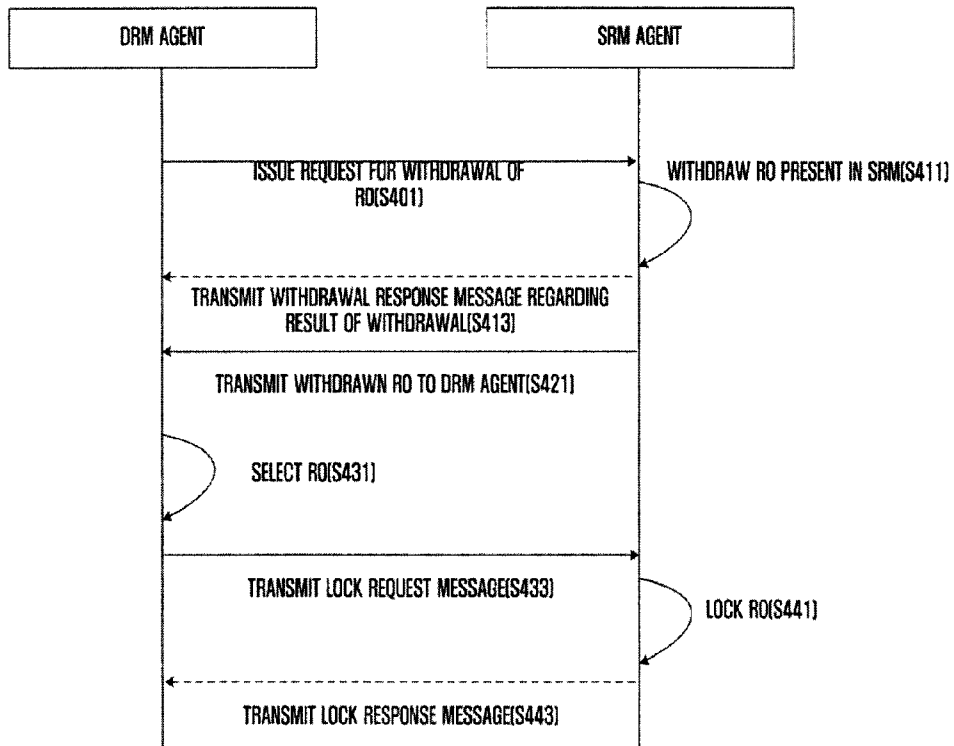 DRM AGENT
SRM AGENT
ISSUE REQUEST FOR WITHDRAWAL OF
RO(S401)
WITHDRAW RO PRESENT IN SRM(S411)
TRANSMIT WITHDRAWAL RESPONSE MESSAGE REGARDING
RESULT OF WITHDRAWAL(S413)
TRANSMIT WITHDRAWN RO TO DRM AGENT(S421)
SELECT RO(S431)
TRANSMIT LOCK REQUEST MESSAGE(S433)
LOCK RO(S441)
TRANSMIT LOCK RESPONSE MESSAGE(S443)